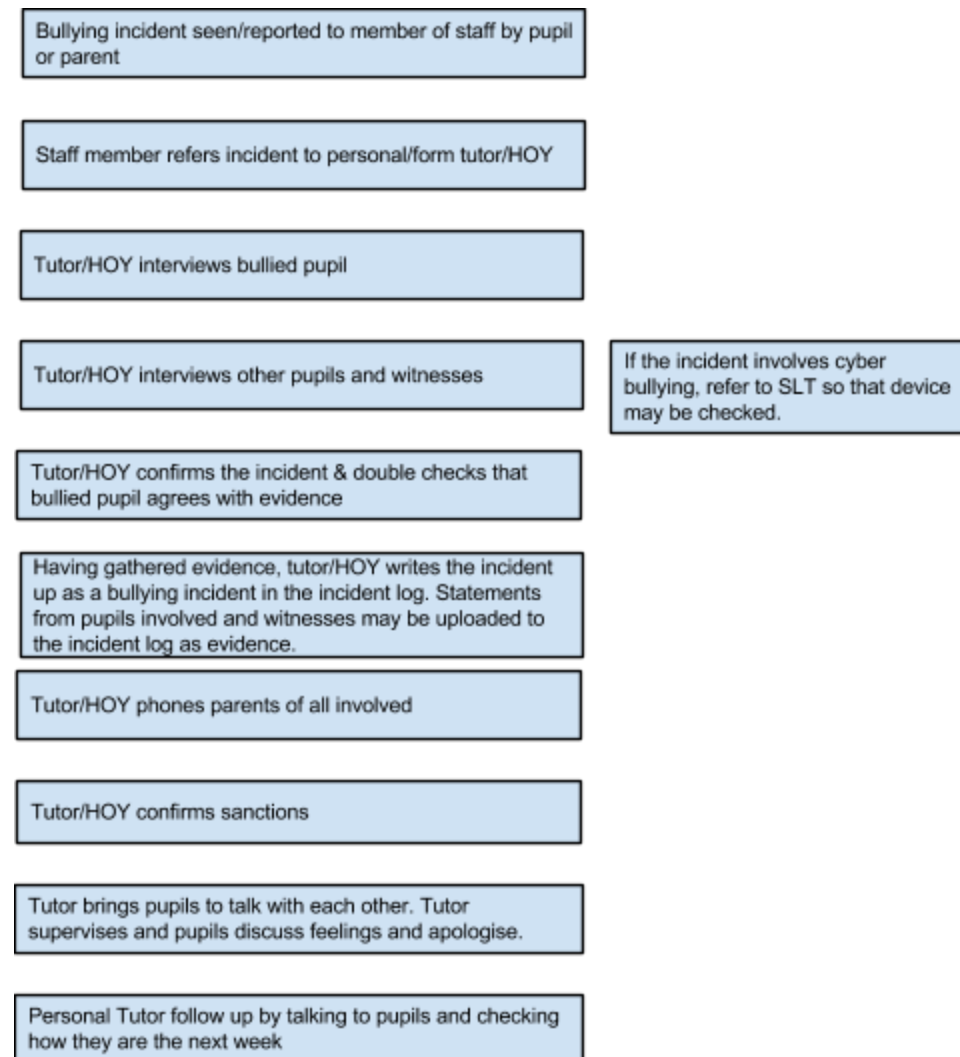 Bullying incident seen/reported to member of staff by pupil
or parent
Staff member refers incident to personal/form tutor/HOY
Tutor/HOY interviews bullied pupil
Tutor/HOY interviews other pupils and witnesses
If the incident involves cyber
bullying, refer to SLT so that device
may be checked.
Tutor/HOY confirms the incident & double checks that
bullied pupil agrees with evidence
Having gathered evidence, tutor/HOY writes the incident
up as a bullying incident in the incident log. Statements
from pupils involved and witnesses may be uploaded to
the incident log as evidence.
Tutor/HOY phones parents of all involved
Tutor/HOY confirms sanctions
Tutor brings pupils to talk with each other. Tutor
supervises and pupils discuss feelings and apologise.
Personal Tutor follow up by talking to pupils and checking
how they are the next week